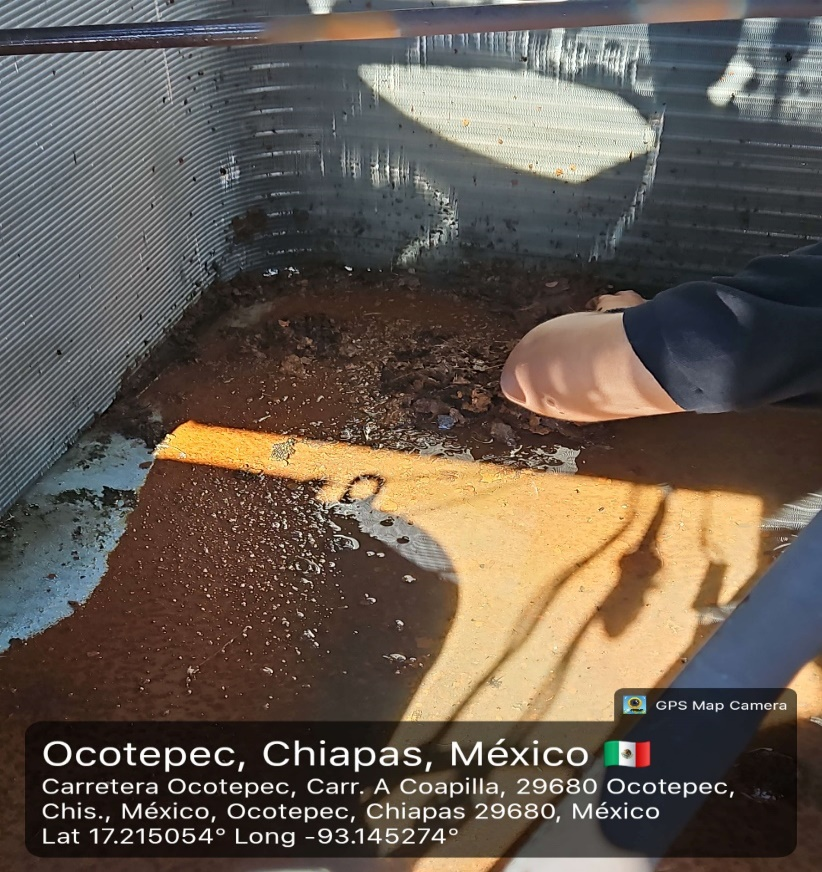 GPS Map Camera
Ocotepec, Chiapas, México 🇲🇽
Carretera Ocotepec, Carr. A Coapilla, 29680 Ocotepec,
Chis., México, Ocotepec, Chiapas 29680, México
Lat 17.215054° Long -93.145274°